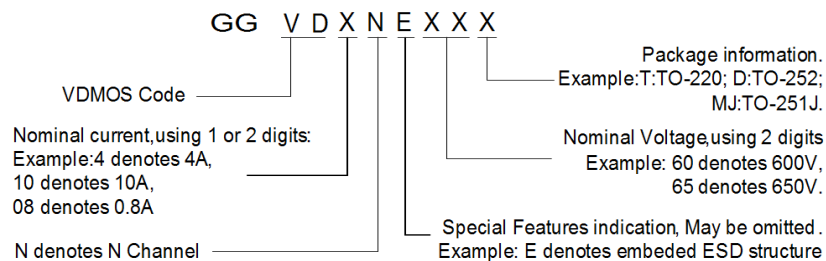 GG V D X N E X X X
Package information.
Example:T:TO-220; D:TO-252;
MJ:TO-251J.
VDMOS Code
Nominal current,using 1 or 2 digits:
Example:4 denotes 4A,
10 denotes 10A,
08 denotes 0.8A
Nominal Voltage,using 2 digits
Example: 60 denotes 600V,
65 denotes 650V.
Special Features indication, May be omitted .
Example: E denotes embeded ESD structure
N denotes N Channel